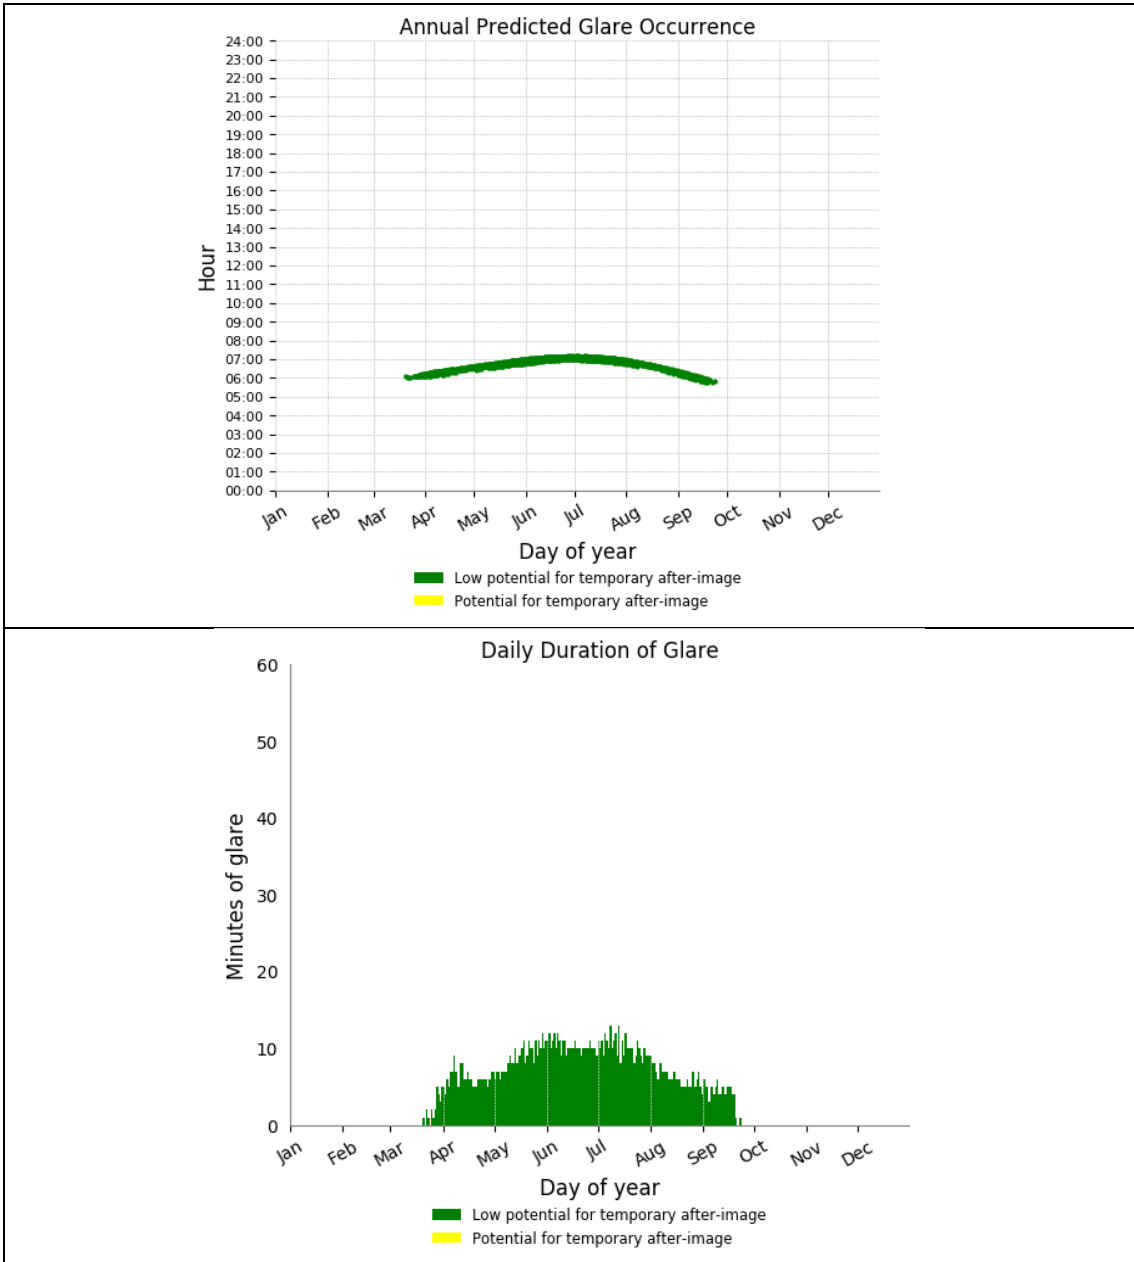 Annual Predicted Glare Occurrence
24:00
23:00
22:00
21:00
20:00
19:00
18:00
17:00
16:00
15:00
14:00
13:00
12:00
11:00
10:00
09:00
08:00
07:00
06:00
05:00
04:00
03:00
02:00
01:00
00:00
Hour
Jan Feb Mar Apr May Jun Jul Aug Sep Oct Nov Dec
Day of year
Low potential for temporary after-image
Potential for temporary after-image
Daily Duration of Glare
60
50
40
30
20
10
0
Minutes of glare
Jan Feb Mar Apr May Jun Jul Aug Sep Oct Nov Dec
Day of year
Low potential for temporary after-image
Potential for temporary after-image